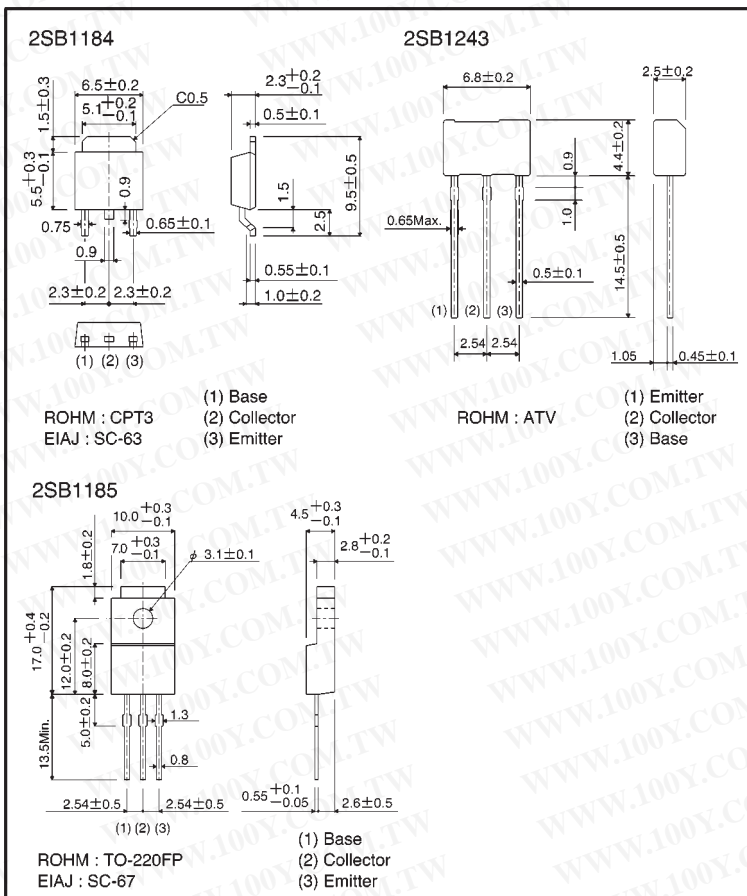 2SB1184
6.5±0.2
5.1+0.2−0.1
C0.5
1.5±0.3
5.5+0.3−0.1
0.9
0.75
0.65±0.1
0.9
2.3±0.2
2.3±0.2
(1) (2) (3)
2.3+0.2−0.1
0.5±0.1
1.5
2.5
9.5±0.5
0.55±0.1
1.0±0.2
ROHM : CPT3
EIAJ : SC-63
(1) Base
(2) Collector
(3) Emitter
2SB1243
6.8±0.2
2.5±0.2
4.4±0.2
0.9
1.0
0.65Max.
14.5±0.5
0.5±0.1
(1) (2) (3)
2.54 2.54
1.05
0.45±0.1
ROHM : ATV
(1) Emitter
(2) Collector
(3) Base
2SB1185
10.0+0.3−0.1
7.0+0.3−0.1
φ 3.1±0.1
1.8±0.2
17.0+0.4−0.2
12.0±0.2
8.0±0.2
5.0±0.2
13.5Min.
1.3
0.8
2.54±0.5
2.54±0.5
(1) (2) (3)
4.5+0.3−0.1
2.8+0.2−0.1
0.55+0.1−0.05
2.6±0.5
ROHM : TO-220FP
EIAJ : SC-67
(1) Base
(2) Collector
(3) Emitter
WWW.100Y.COM.TW